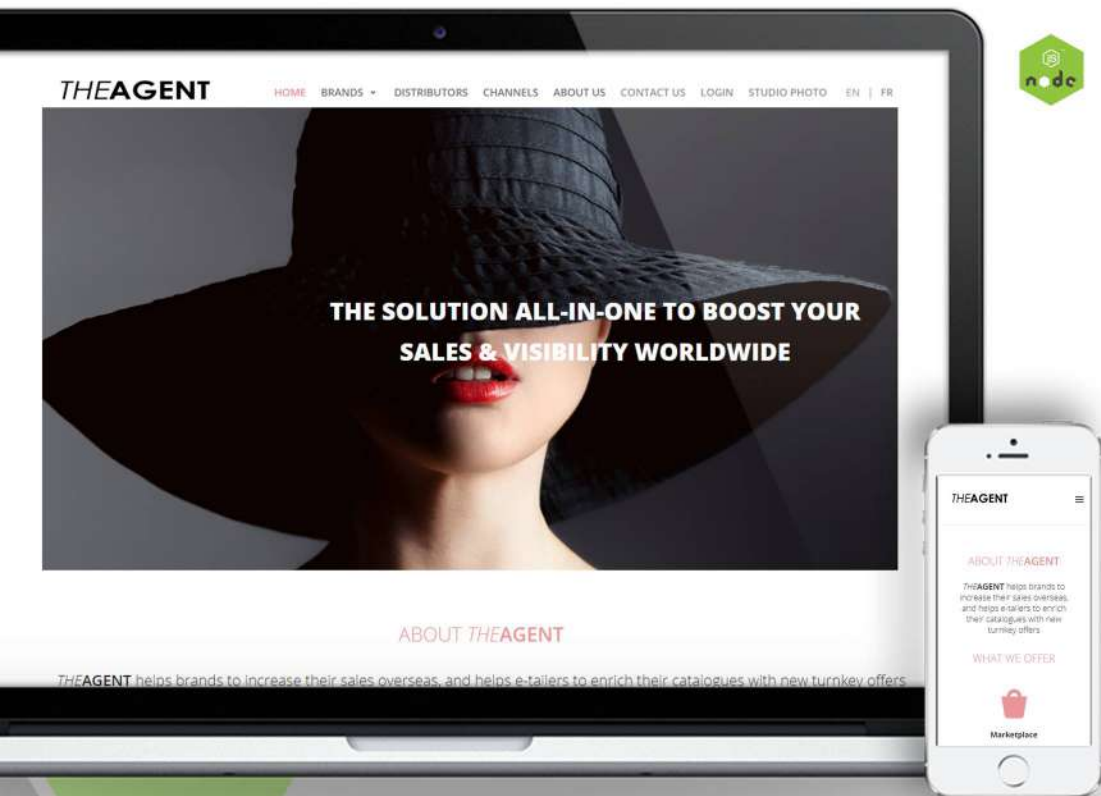 THEAGENT
HOME BRANDS DISTRIBUTORS CHANNELS ABOUT US CONTACT US LOGIN STUDIO PHOTO EN | FR
JS
node
THE SOLUTION ALL-IN-ONE TO BOOST YOUR
SALES & VISIBILITY WORLDWIDE
ABOUT THEAGENT
THEAGENT helps brands to increase their sales overseas, and helps e-tailers to enrich their catalogues with new turnkey offers
THEAGENT
ABOUT THEAGENT
THEAGENT helps brands to
increase their sales overseas,
and helps e-tailers to enrich
their catalogues with new
turnkey offers
WHAT WE OFFER
Marketplace